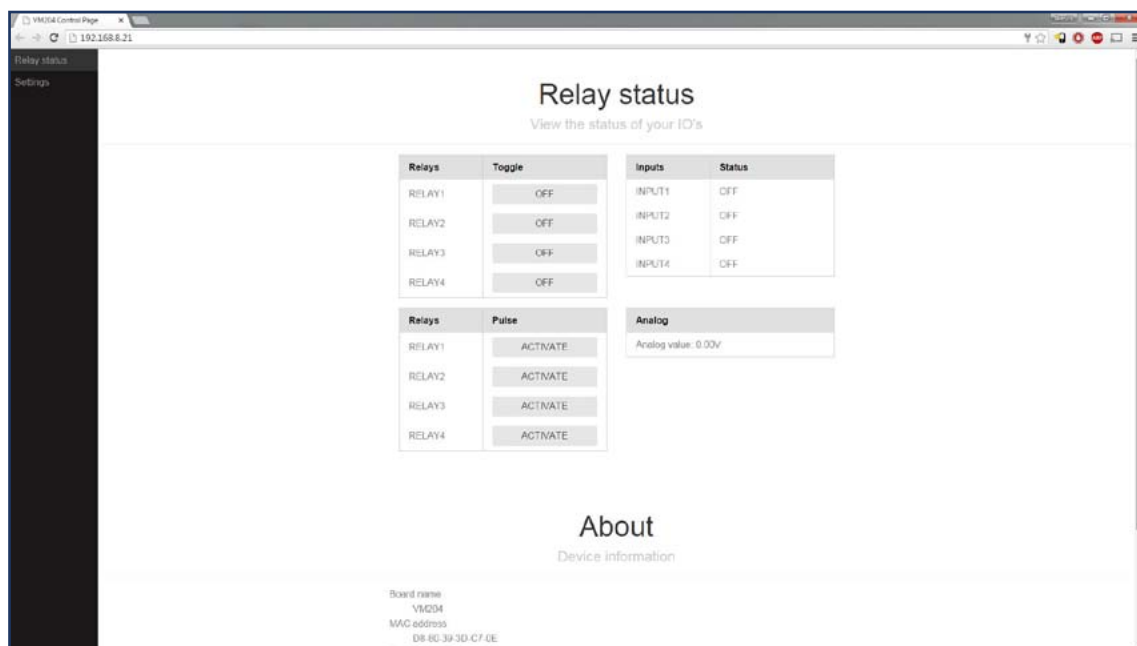 VM204 Control Page
192.168.8.21
Relay status
Settings
Relay status
View the status of your IO's
Relays Toggle
RELAY1 OFF
RELAY2 OFF
RELAY3 OFF
RELAY4 OFF
Inputs Status
INPUT1 OFF
INPUT2 OFF
INPUT3 OFF
INPUT4 OFF
Relays Pulse
RELAY1 ACTIVATE
RELAY2 ACTIVATE
RELAY3 ACTIVATE
RELAY4 ACTIVATE
Analog
Analog value: 0.00V
About
Device information
Board name
VM204
MAC address
D8-80-39-3D-C7-0E